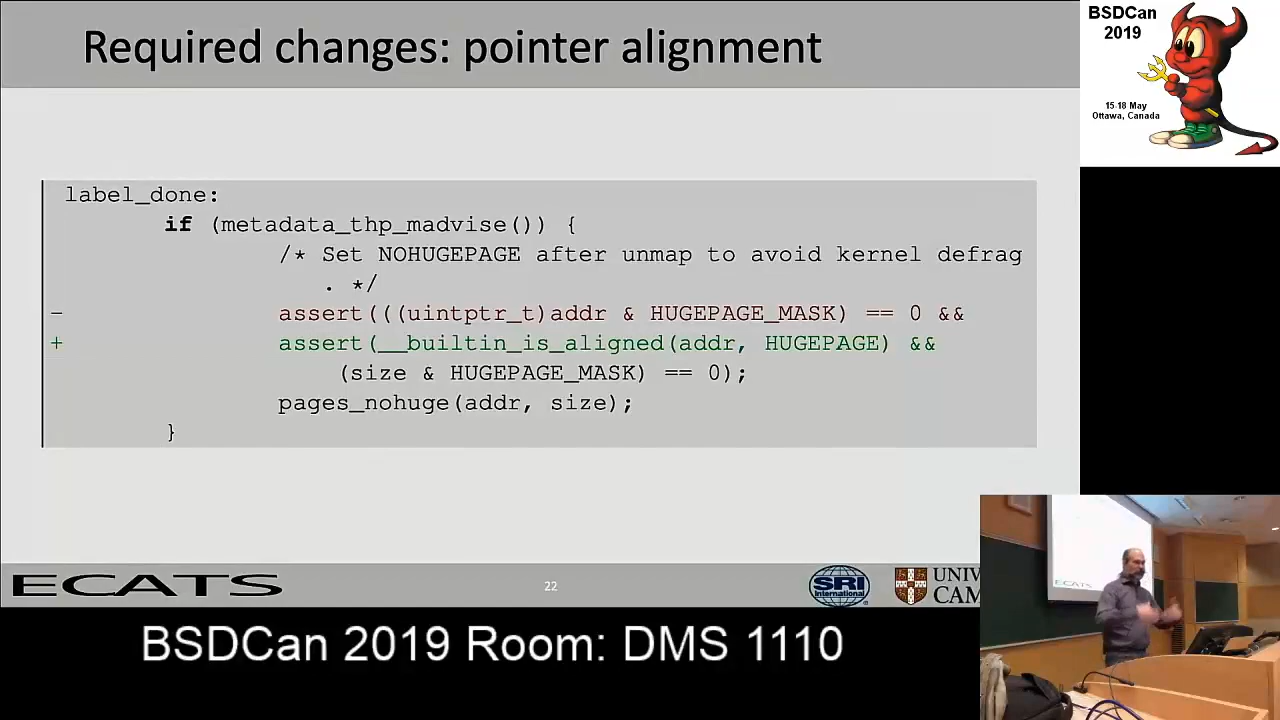 Required changes: pointer alignment
BSDCan
2019
15-18 May
Ottawa, Canada
label_done:
if (metadata_thp_madvise()) {
/* Set NOHUGEPAGE after unmap to avoid kernel defrag
. */
- assert(((uintptr_t)addr & HUGEPAGE_MASK) == 0 &&
+ assert(__builtin_is_aligned(addr, HUGEPAGE) &&
(size & HUGEPAGE_MASK) == 0);
pages_nohuge(addr, size);
}
ECATS
22
SRI
International
UNIV
CAM
ECATS
BSDCan 2019 Room: DMS 1110